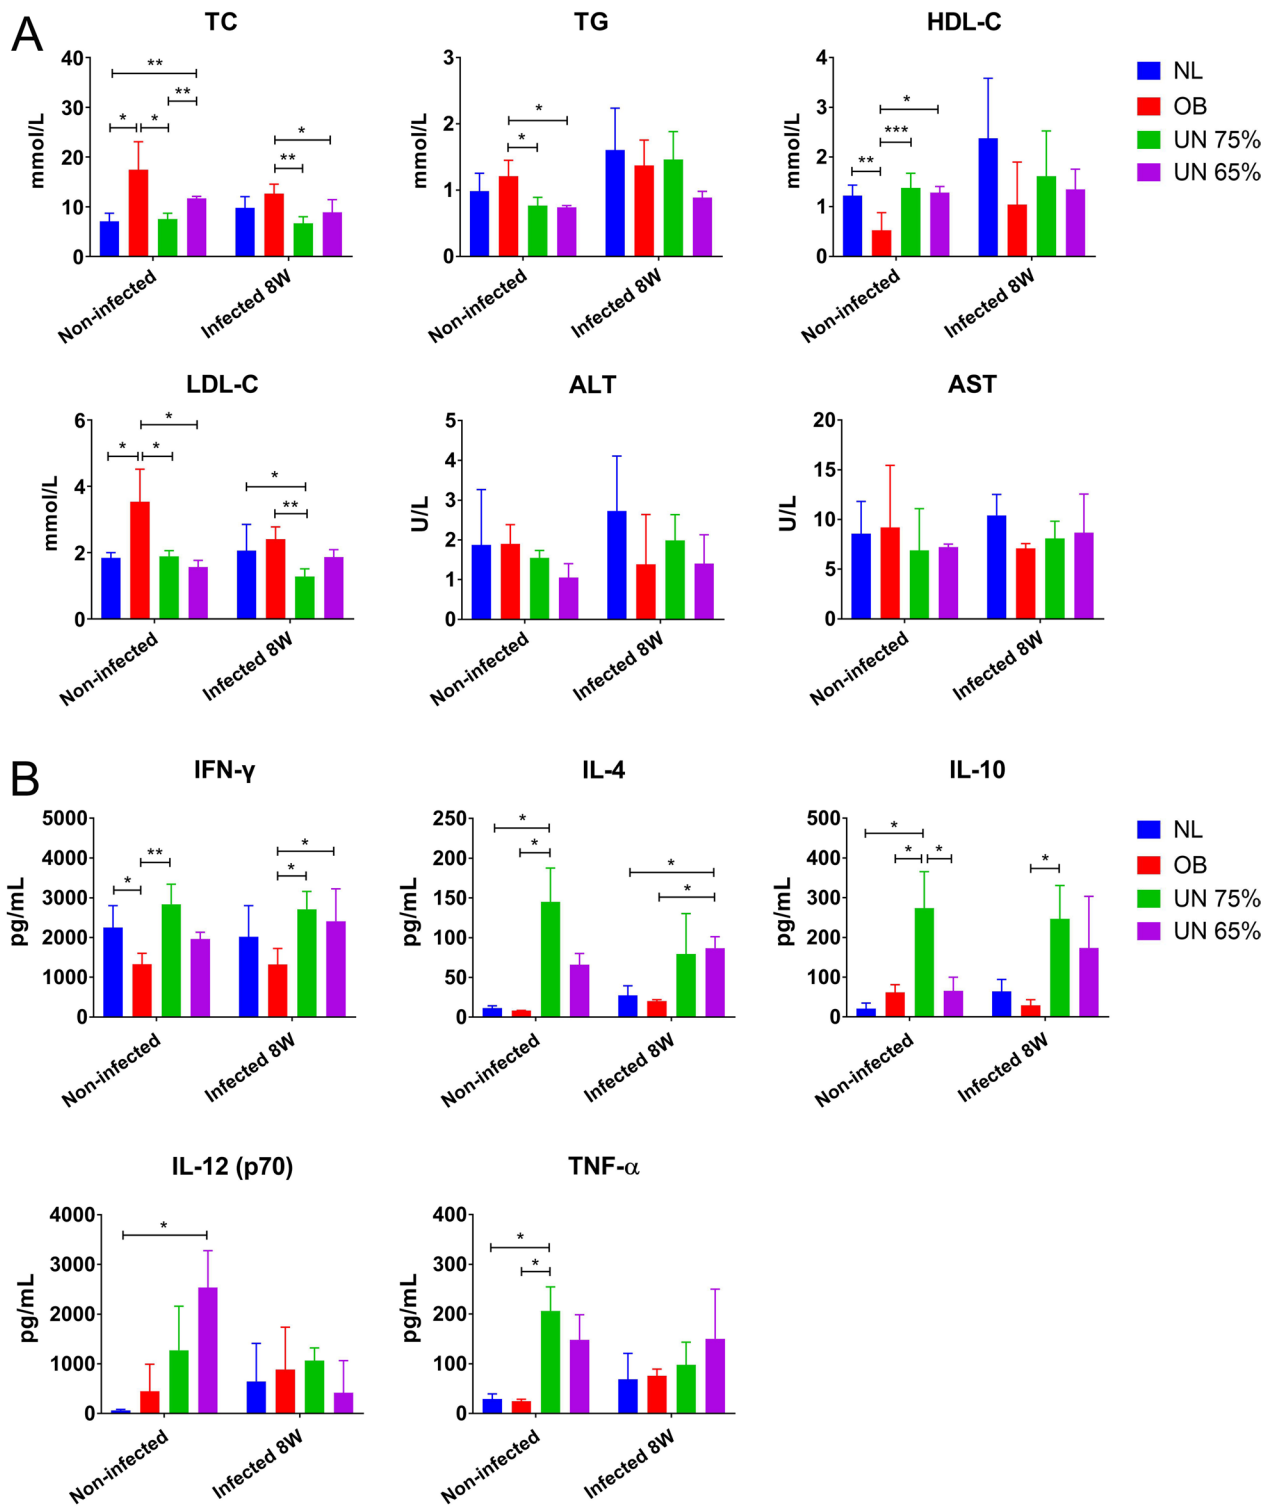 A
TC
TG
HDL-C
40
30
20
10
0
mmol/L
**
**
* *
*
**
Non-infected
Infected 8W
3
2
1
0
mmol/L
*
*
Non-infected
Infected 8W
4
3
2
1
0
mmol/L
*
***
**
Non-infected
Infected 8W
NL
OB
UN 75%
UN 65%
LDL-C
ALT
AST
6
4
2
0
mmol/L
*
* *
*
**
Non-infected
Infected 8W
5
4
3
2
1
0
U/L
Non-infected
Infected 8W
20
15
10
5
0
U/L
Non-infected
Infected 8W
B
IFN-γ
IL-4
IL-10
5000
4000
3000
2000
1000
0
pg/mL
**
*
*
*
Non-infected
Infected 8W
250
200
150
100
50
0
pg/mL
*
*
*
*
Non-infected
Infected 8W
500
400
300
200
100
0
pg/mL
*
* *
*
Non-infected
Infected 8W
NL
OB
UN 75%
UN 65%
IL-12 (p70)
TNF-α
4000
3000
2000
1000
0
pg/mL
*
Non-infected
Infected 8W
400
300
200
100
0
pg/mL
*
*
Non-infected
Infected 8W